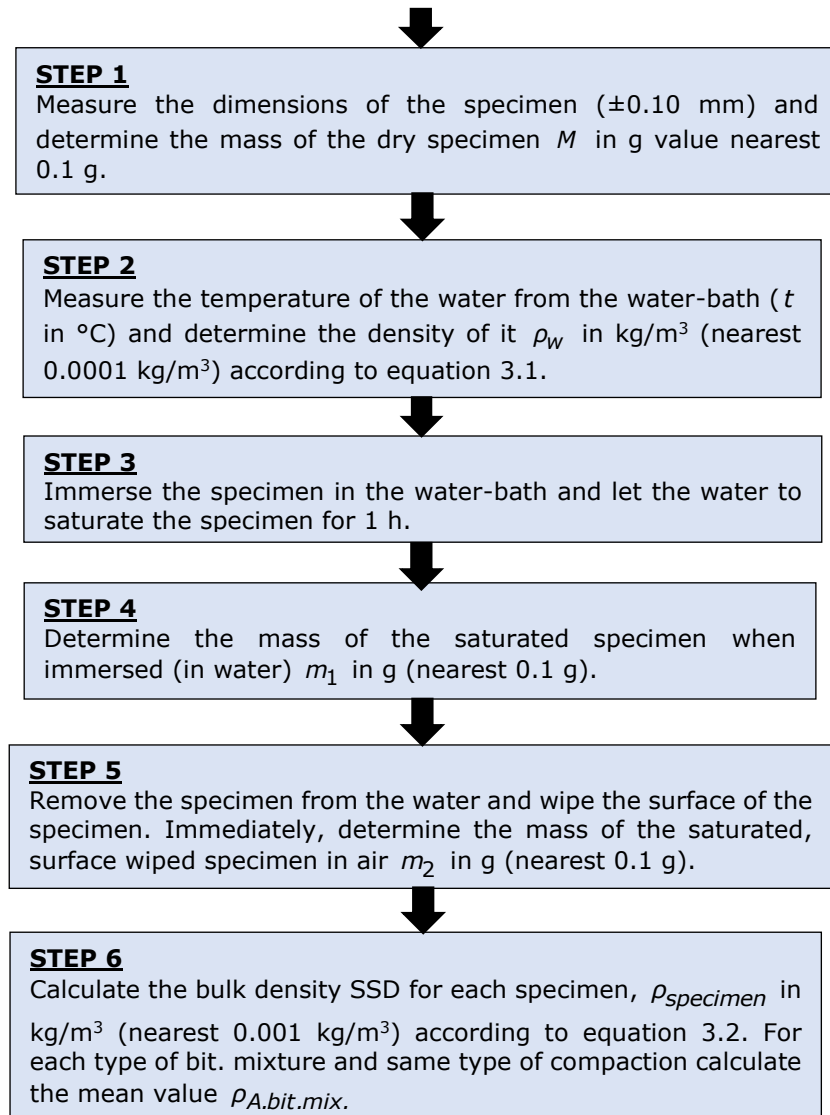 STEP 1
Measure the dimensions of the specimen (±0.10 mm) and
determine the mass of the dry specimen M in g value nearest
0.1 g.
STEP 2
Measure the temperature of the water from the water-bath (t
in °C) and determine the density of it ρw in kg/m³ (nearest
0.0001 kg/m³) according to equation 3.1.
STEP 3
Immerse the specimen in the water-bath and let the water to
saturate the specimen for 1 h.
STEP 4
Determine the mass of the saturated specimen when
immersed (in water) m₁ in g (nearest 0.1 g).
STEP 5
Remove the specimen from the water and wipe the surface of the
specimen. Immediately, determine the mass of the saturated,
surface wiped specimen in air m₂ in g (nearest 0.1 g).
STEP 6
Calculate the bulk density SSD for each specimen, ρspecimen in
kg/m³ (nearest 0.001 kg/m³) according to equation 3.2. For
each type of bit. mixture and same type of compaction calculate
the mean value ρA.bit.mix.